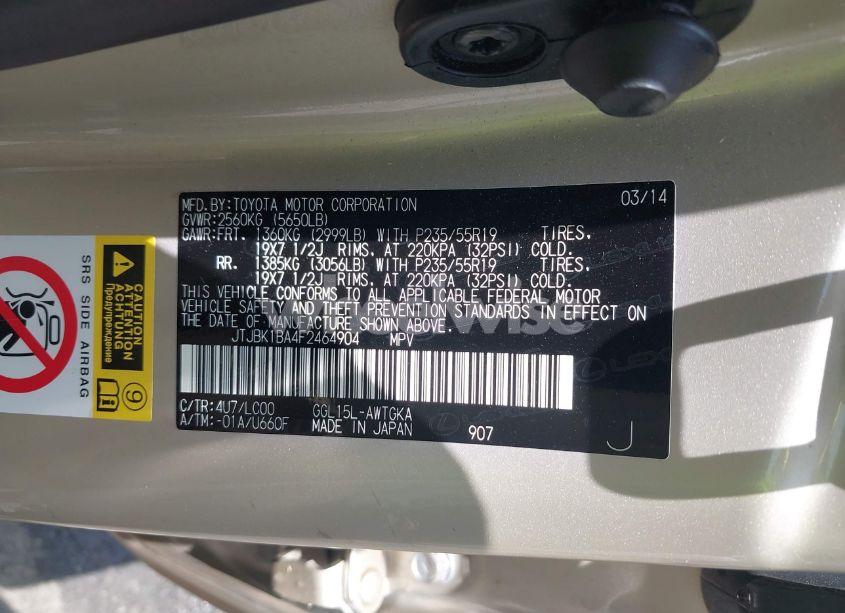 MFD.BY:TOYOTA MOTOR CORPORATION 03/14
GVWR:2560KG (5650LB)
GAWR:FRT. 1360KG (2999LB) WITH P235/55R19 TIRES.
19X7 1/2J RIMS. AT 220KPA (32PSI) COLD.
RR. 1385KG (3056LB) WITH P235/55R19 TIRES.
19X7 1/2J RIMS. AT 220KPA (32PSI) COLD.
THIS VEHICLE CONFORMS TO ALL APPLICABLE FEDERAL MOTOR
VEHICLE SAFETY AND THEFT PREVENTION STANDARDS IN EFFECT ON
THE DATE OF MANUFACTURE SHOWN ABOVE.
JTJBK1BA4F2464904 MPV
C/TR:4U7/LC00 GGL15L-AWTGKA
A/TM:-01A/U660F MADE IN JAPAN 907
J
SRS SIDE AIRBAG
CAUTION
ATTENTION
ACHTUNG
Предупреждение
9